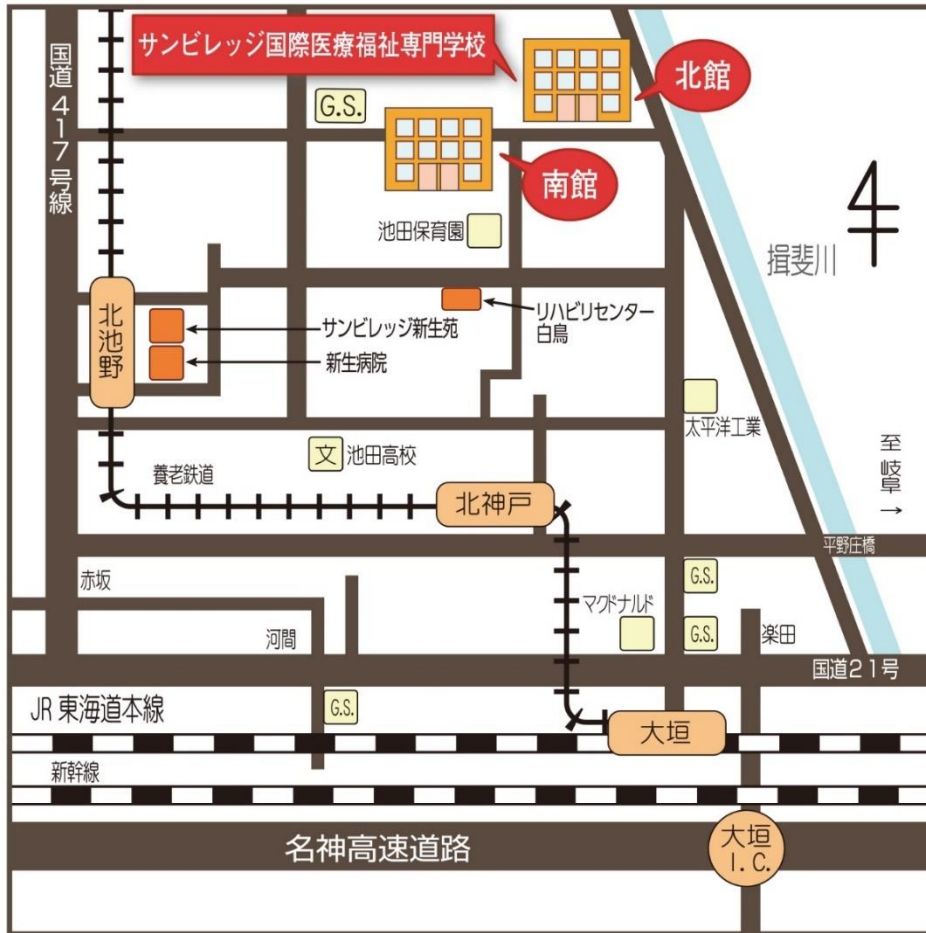 サンビレッジ国際医療福祉専門学校
北館
南館
国道417号線
G.S.
池田保育園
揖斐川
北池野
サンビレッジ新生苑
新生病院
リハビリセンター
白鳥
太平洋工業
文
池田高校
養老鉄道
北神戸
至岐阜→
平野庄橋
赤坂
河間
マクドナルド
G.S.
G.S.
楽田
国道21号
G.S.
JR東海道本線
大垣
新幹線
名神高速道路
大垣
I.C.